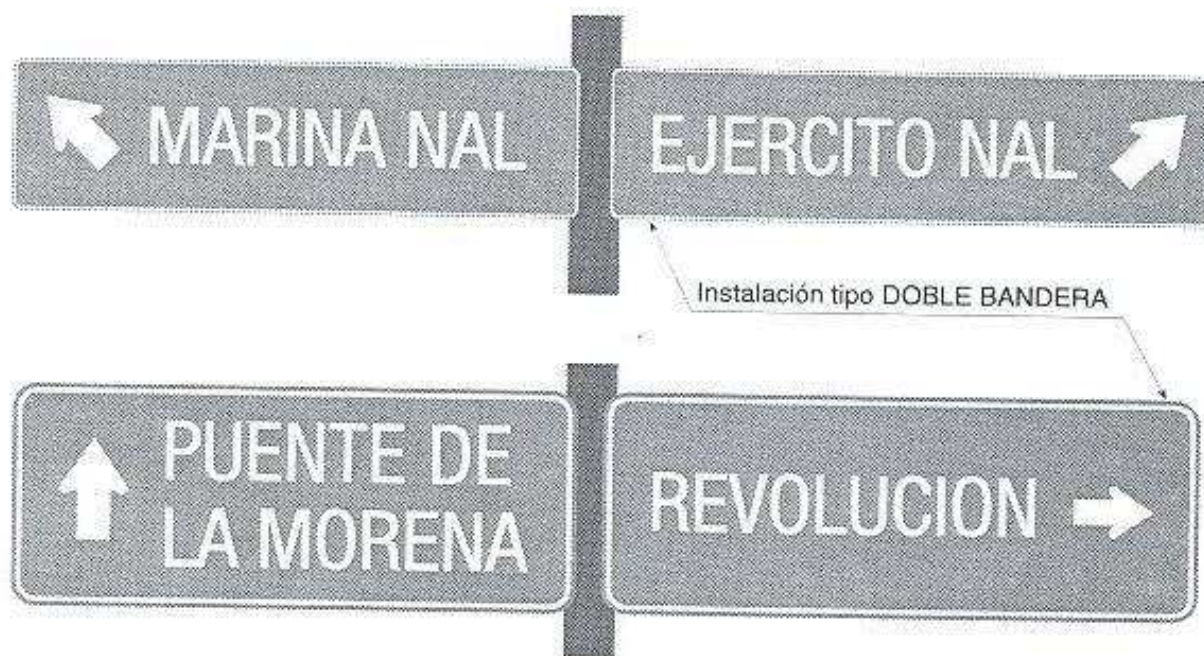 MARINA NAL
EJERCITO NAL
Instalación tipo DOBLE BANDERA
PUENTE DE
LA MORENA
REVOLUCION